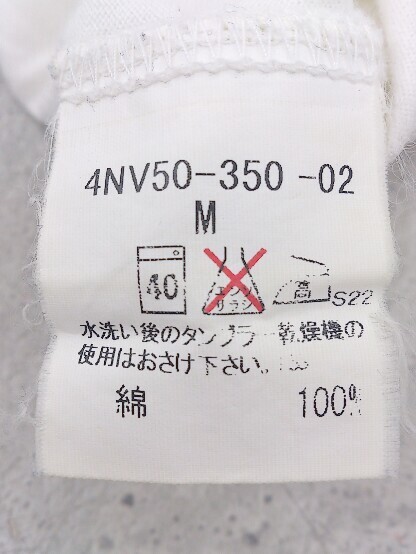 4NV50-350-02
M
40 エンソサラシ 高 S22
水洗い後のタンブラー乾燥機の
使用はおさけ下さい。
綿 100%